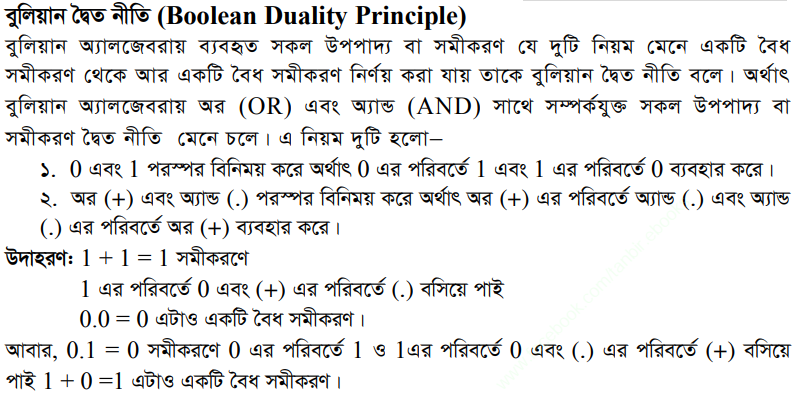 বুলিয়ান দ্বৈত নীতি (Boolean Duality Principle)
বুলিয়ান অ্যালজেবরায় ব্যবহৃত সকল উপপাদ্য বা সমীকরণ যে দুটি নিয়ম মেনে একটি বৈধ
সমীকরণ থেকে আর একটি বৈধ সমীকরণ নির্ণয় করা যায় তাকে বুলিয়ান দ্বৈত নীতি বলে। অর্থাৎ
বুলিয়ান অ্যালজেবরায় অর (OR) এবং অ্যান্ড (AND) সাথে সম্পর্কযুক্ত সকল উপপাদ্য বা
সমীকরণ দ্বৈত নীতি মেনে চলে। এ নিয়ম দুটি হলো–
১. 0 এবং 1 পরস্পর বিনিময় করে অর্থাৎ 0 এর পরিবর্তে 1 এবং 1 এর পরিবর্তে 0 ব্যবহার করে।
২. অর (+) এবং অ্যান্ড (.) পরস্পর বিনিময় করে অর্থাৎ অর (+) এর পরিবর্তে অ্যান্ড (.) এবং অ্যান্ড
(.) এর পরিবর্তে অর (+) ব্যবহার করে।
উদাহরণঃ 1 + 1 = 1 সমীকরণে
1 এর পরিবর্তে 0 এবং (+) এর পরিবর্তে (.) বসিয়ে পাই
0.0 = 0 এটাও একটি বৈধ সমীকরণ।
আবার, 0.1 = 0 সমীকরণে 0 এর পরিবর্তে 1 ও 1এর পরিবর্তে 0 এবং (.) এর পরিবর্তে (+) বসিয়ে
পাই 1 + 0 =1 এটাও একটি বৈধ সমীকরণ।